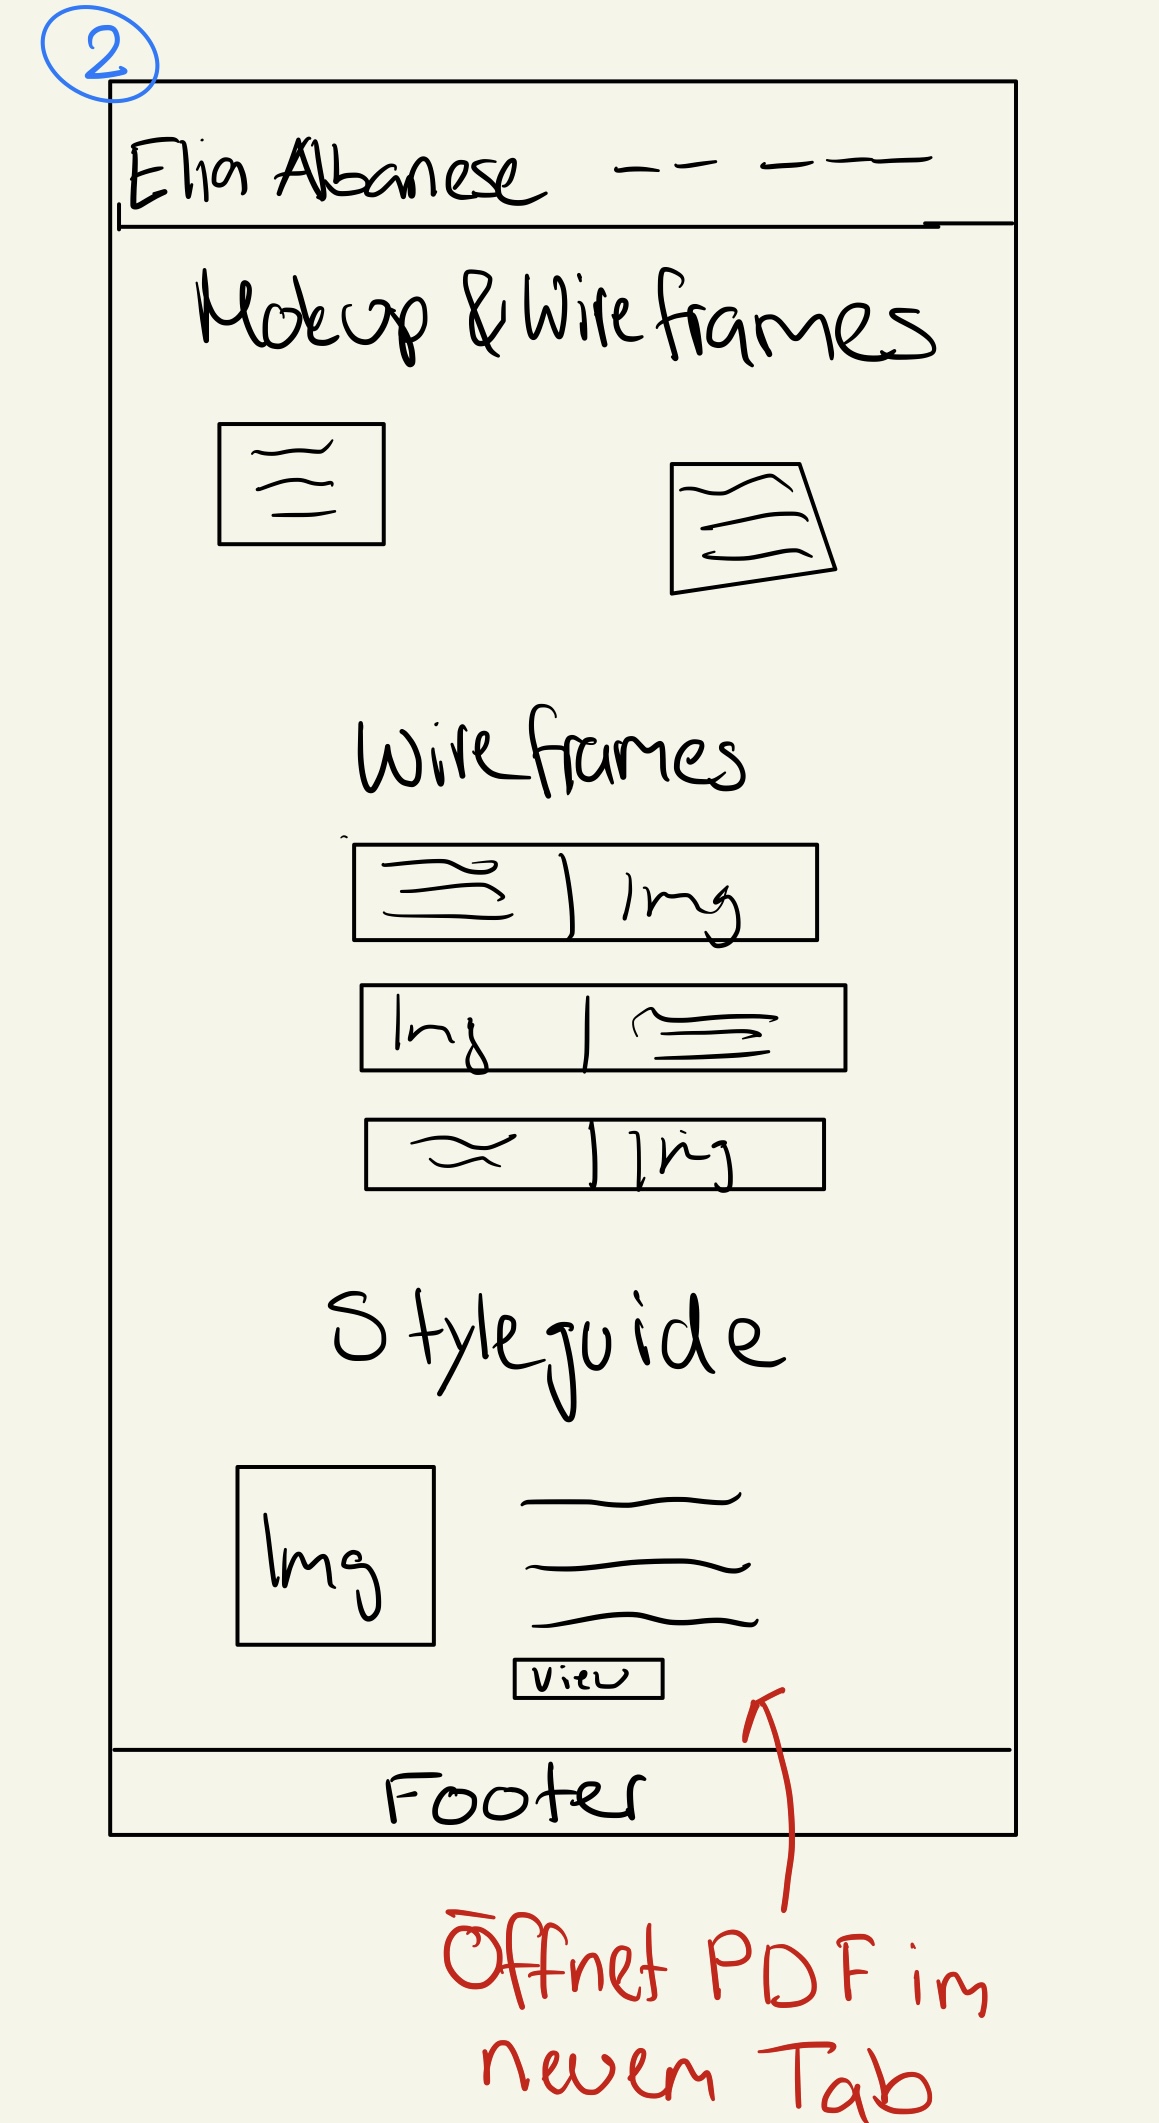 2
Elia Albanese
Mokup & Wireframes
Wireframes
Img
Img
Img
Styleguide
Img
View
Footer
Öffnet PDF im
neuem Tab